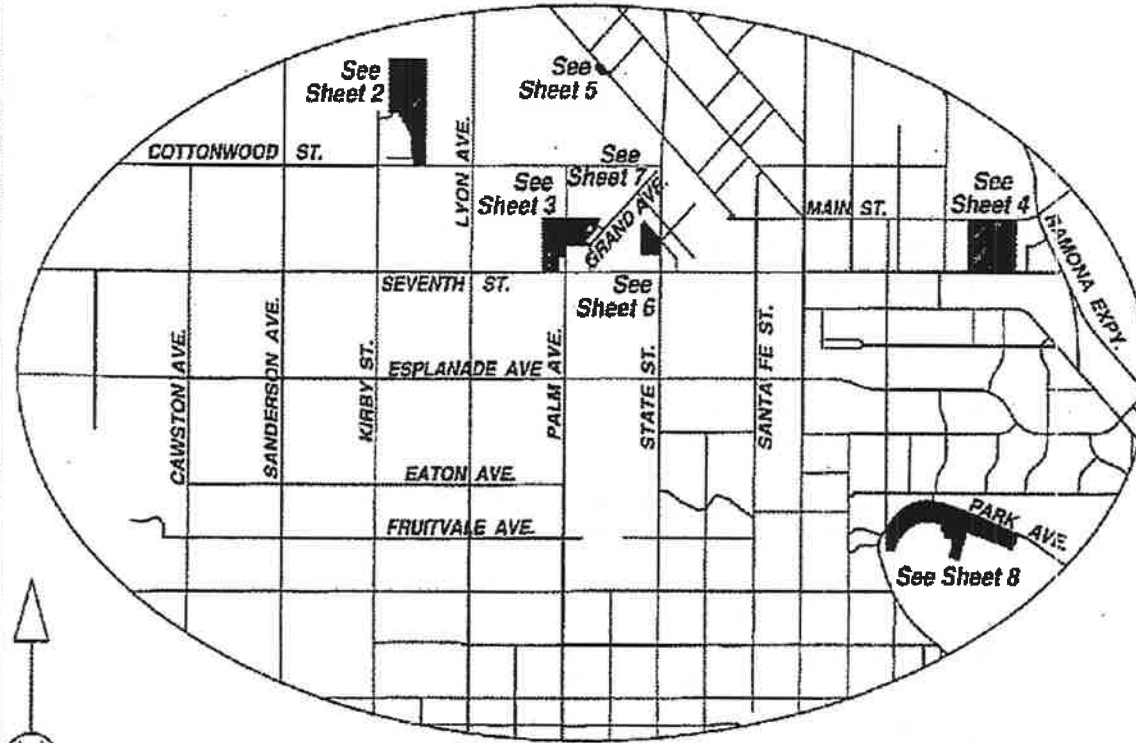 See
Sheet 2
See
Sheet 5
COTTONWOOD ST.
LYON AVE.
See
Sheet 7
See
Sheet 3
GRAND AVE.
MAIN ST.
See
Sheet 4
RAMONA EXPY.
SEVENTH ST.
See
Sheet 6
CAWSTON AVE.
SANDERSON AVE.
KIRBY ST.
ESPLANADE AVE
PALM AVE.
STATE ST.
SANTA FE ST.
EATON AVE.
FRUITVALE AVE.
PARK AVE.
See Sheet 8